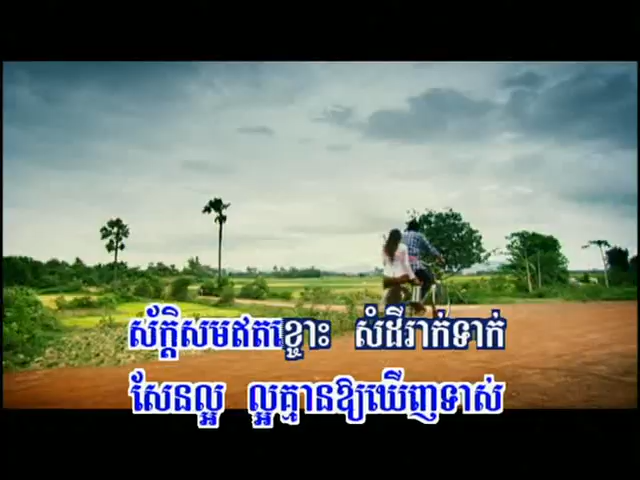 ស័ក្ដិសមឥតខ្ចោះ សំដីរាក់ទាក់
សែនល្អ ល្អគ្មានឱ្យឃើញទាស់